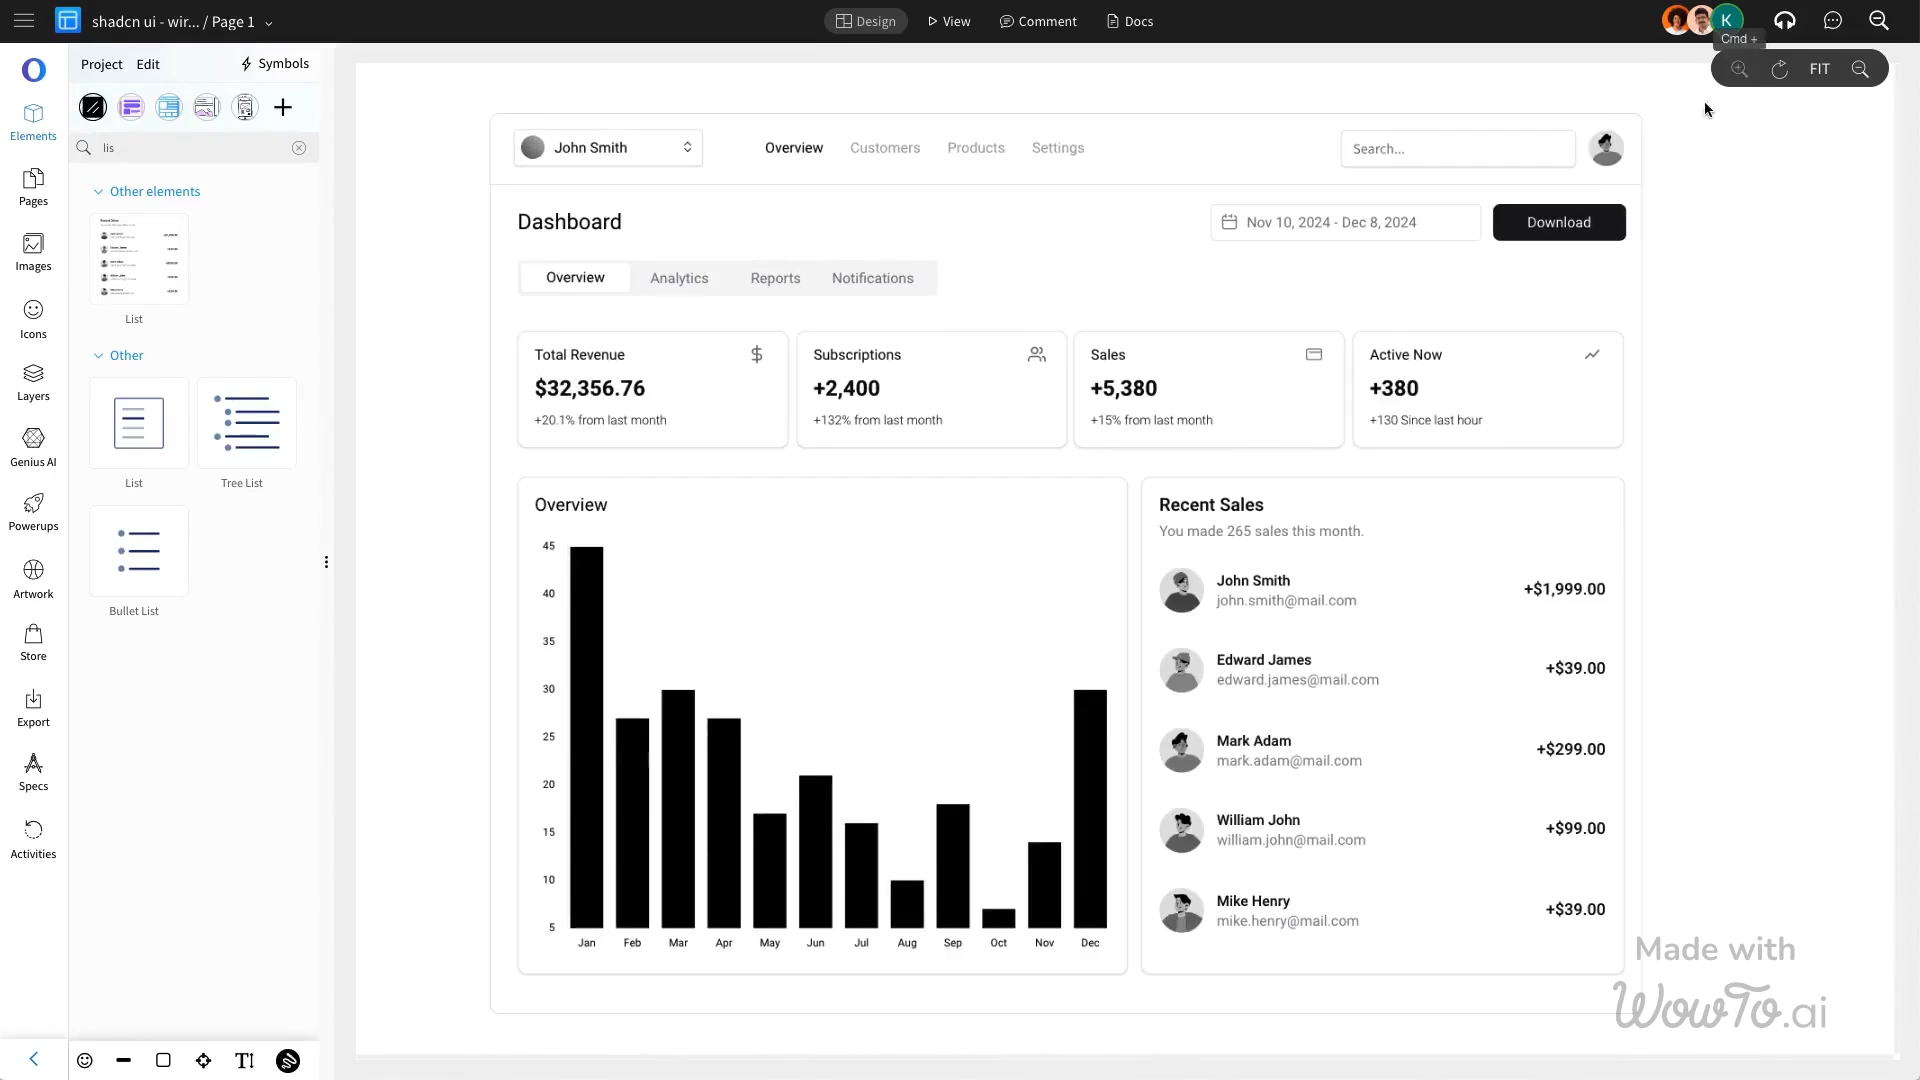 shadcn ui - wir... / Page 1
Design
View
Comment
Docs
K
Cmd +
FIT
Project
Edit
Symbols
lis
Elements
Pages
Images
Icons
Layers
Genius AI
Powerups
Artwork
Store
Export
Specs
Activities
Other elements
List
Other
List
Tree List
Bullet List
John Smith
Overview
Customers
Products
Settings
Search...
Dashboard
Nov 10, 2024 - Dec 8, 2024
Download
Overview
Analytics
Reports
Notifications
Total Revenue
$32,356.76
+20.1% from last month
Subscriptions
+2,400
+132% from last month
Sales
+5,380
+15% from last month
Active Now
+380
+130 Since last hour
Overview
45
40
35
30
25
20
15
10
5
Jan Feb Mar Apr May Jun Jul Aug Sep Oct Nov Dec
Recent Sales
You made 265 sales this month.
John Smith
john.smith@mail.com
+$1,999.00
Edward James
edward.james@mail.com
+$39.00
Mark Adam
mark.adam@mail.com
+$299.00
William John
william.john@mail.com
+$99.00
Mike Henry
mike.henry@mail.com
+$39.00
Made with
WowTo.ai